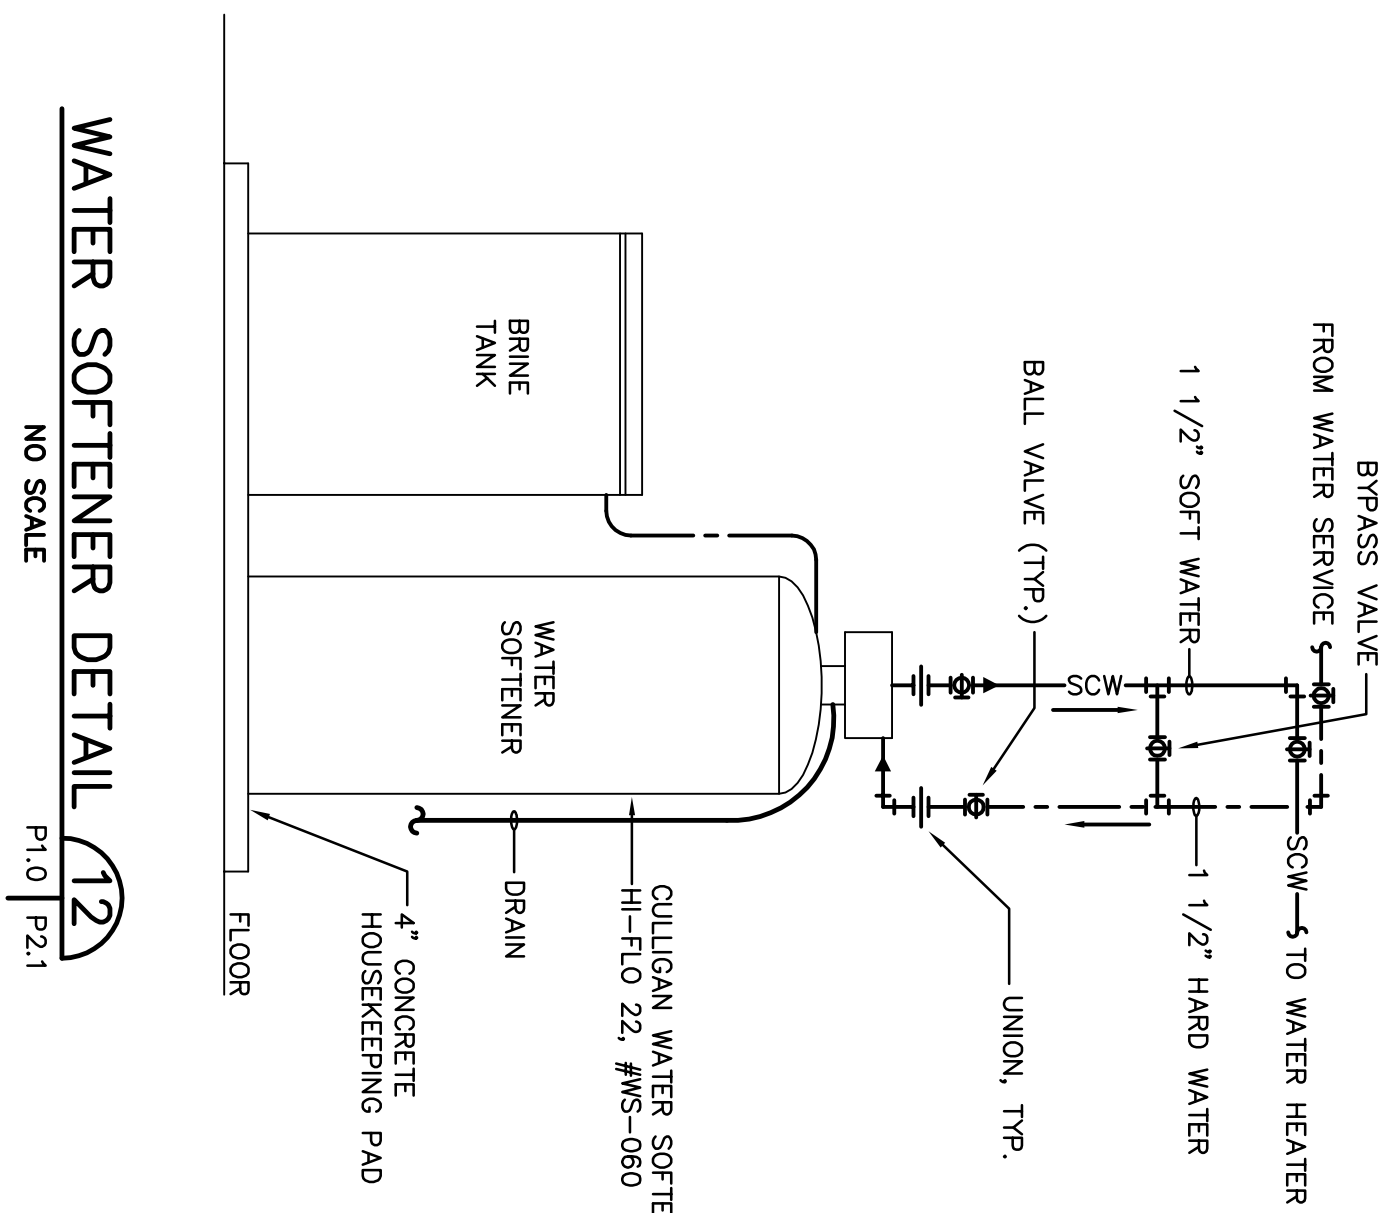 BYPASS VALVE
FROM WATER SERVICE
SCW
TO WATER HEATER
1 1/2" SOFT WATER
1 1/2" HARD WATER
SCW
BALL VALVE (TYP.)
UNION, TYP.
CULLIGAN WATER SOFTE
HI-FLO 22, #WS-060
BRINE
TANK
WATER
SOFTENER
DRAIN
4" CONCRETE
HOUSEKEEPING PAD
FLOOR
WATER SOFTENER DETAIL
12
NO SCALE
P1.0
P2.1